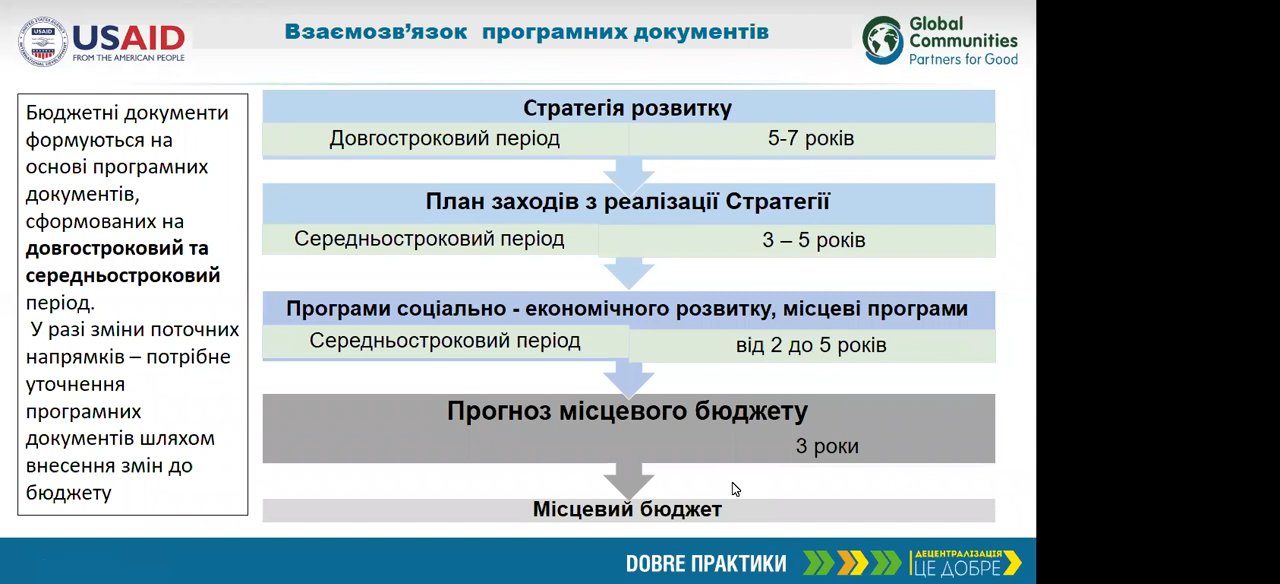 USAID
FROM THE AMERICAN PEOPLE
Взаємозв’язок програмних документів
Global
Communities
Partners for Good
Бюджетні документи
формуються на
основі програмних
документів,
сформованих на
довгостроковий та
середньостроковий
період.
У разі зміни поточних
напрямків – потрібне
уточнення
програмних
документів шляхом
внесення змін до
бюджету
Стратегія розвитку
Довгостроковий період 5-7 років
План заходів з реалізації Стратегії
Середньостроковий період 3 – 5 років
Програми соціально - економічного розвитку, місцеві програми
Середньостроковий період від 2 до 5 років
Прогноз місцевого бюджету
3 роки
Місцевий бюджет
DOBRE ПРАКТИКИ
ДЕЦЕНТРАЛІЗАЦІЯ
ЦЕ ДОБРЕ